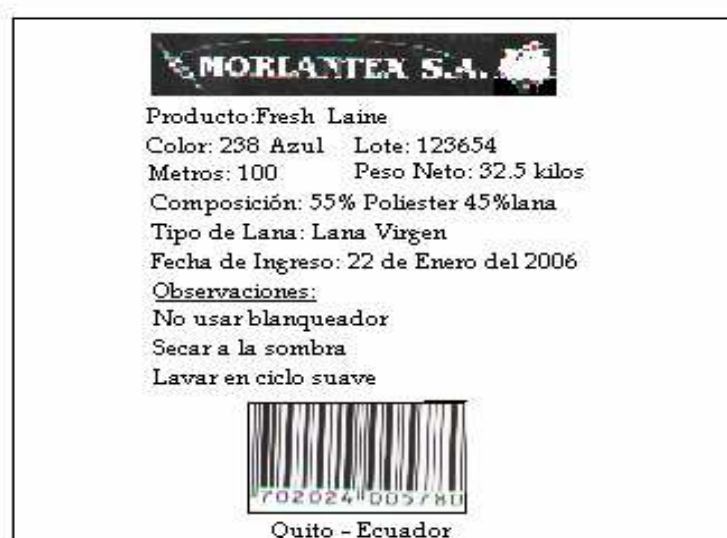 MORLANTEX S.A.
Producto:Fresh Laine
Color: 238 Azul Lote: 123654
Metros: 100 Peso Neto: 32.5 kilos
Composición: 55% Poliester 45%lana
Tipo de Lana: Lana Virgen
Fecha de Ingreso: 22 de Enero del 2006
Observaciones:
No usar blanqueador
Secar a la sombra
Lavar en ciclo suave
702024 005780
Quito - Ecuador